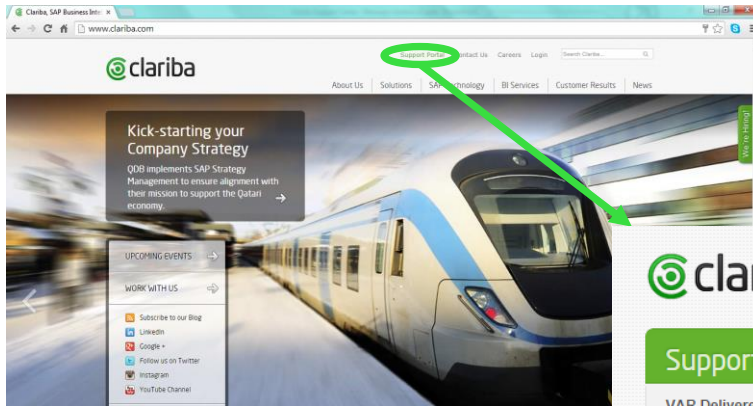 Clariba, SAP Business Inte
www.clariba.com
Support Portal
Contact Us
Careers
Login
Search Clariba...
clariba
About Us
Solutions
SAP Technology
BI Services
Customer Results
News
We're Hiring!
Kick-starting your
Company Strategy
QDB implements SAP Strategy
Management to ensure alignment with
their mission to support the Qatari
economy.
UPCOMING EVENTS
WORK WITH US
Subscribe to our Blog
LinkedIn
Google +
Follow us on Twitter
Instagram
YouTube Channel
clar
Suppor
VAR Delivere